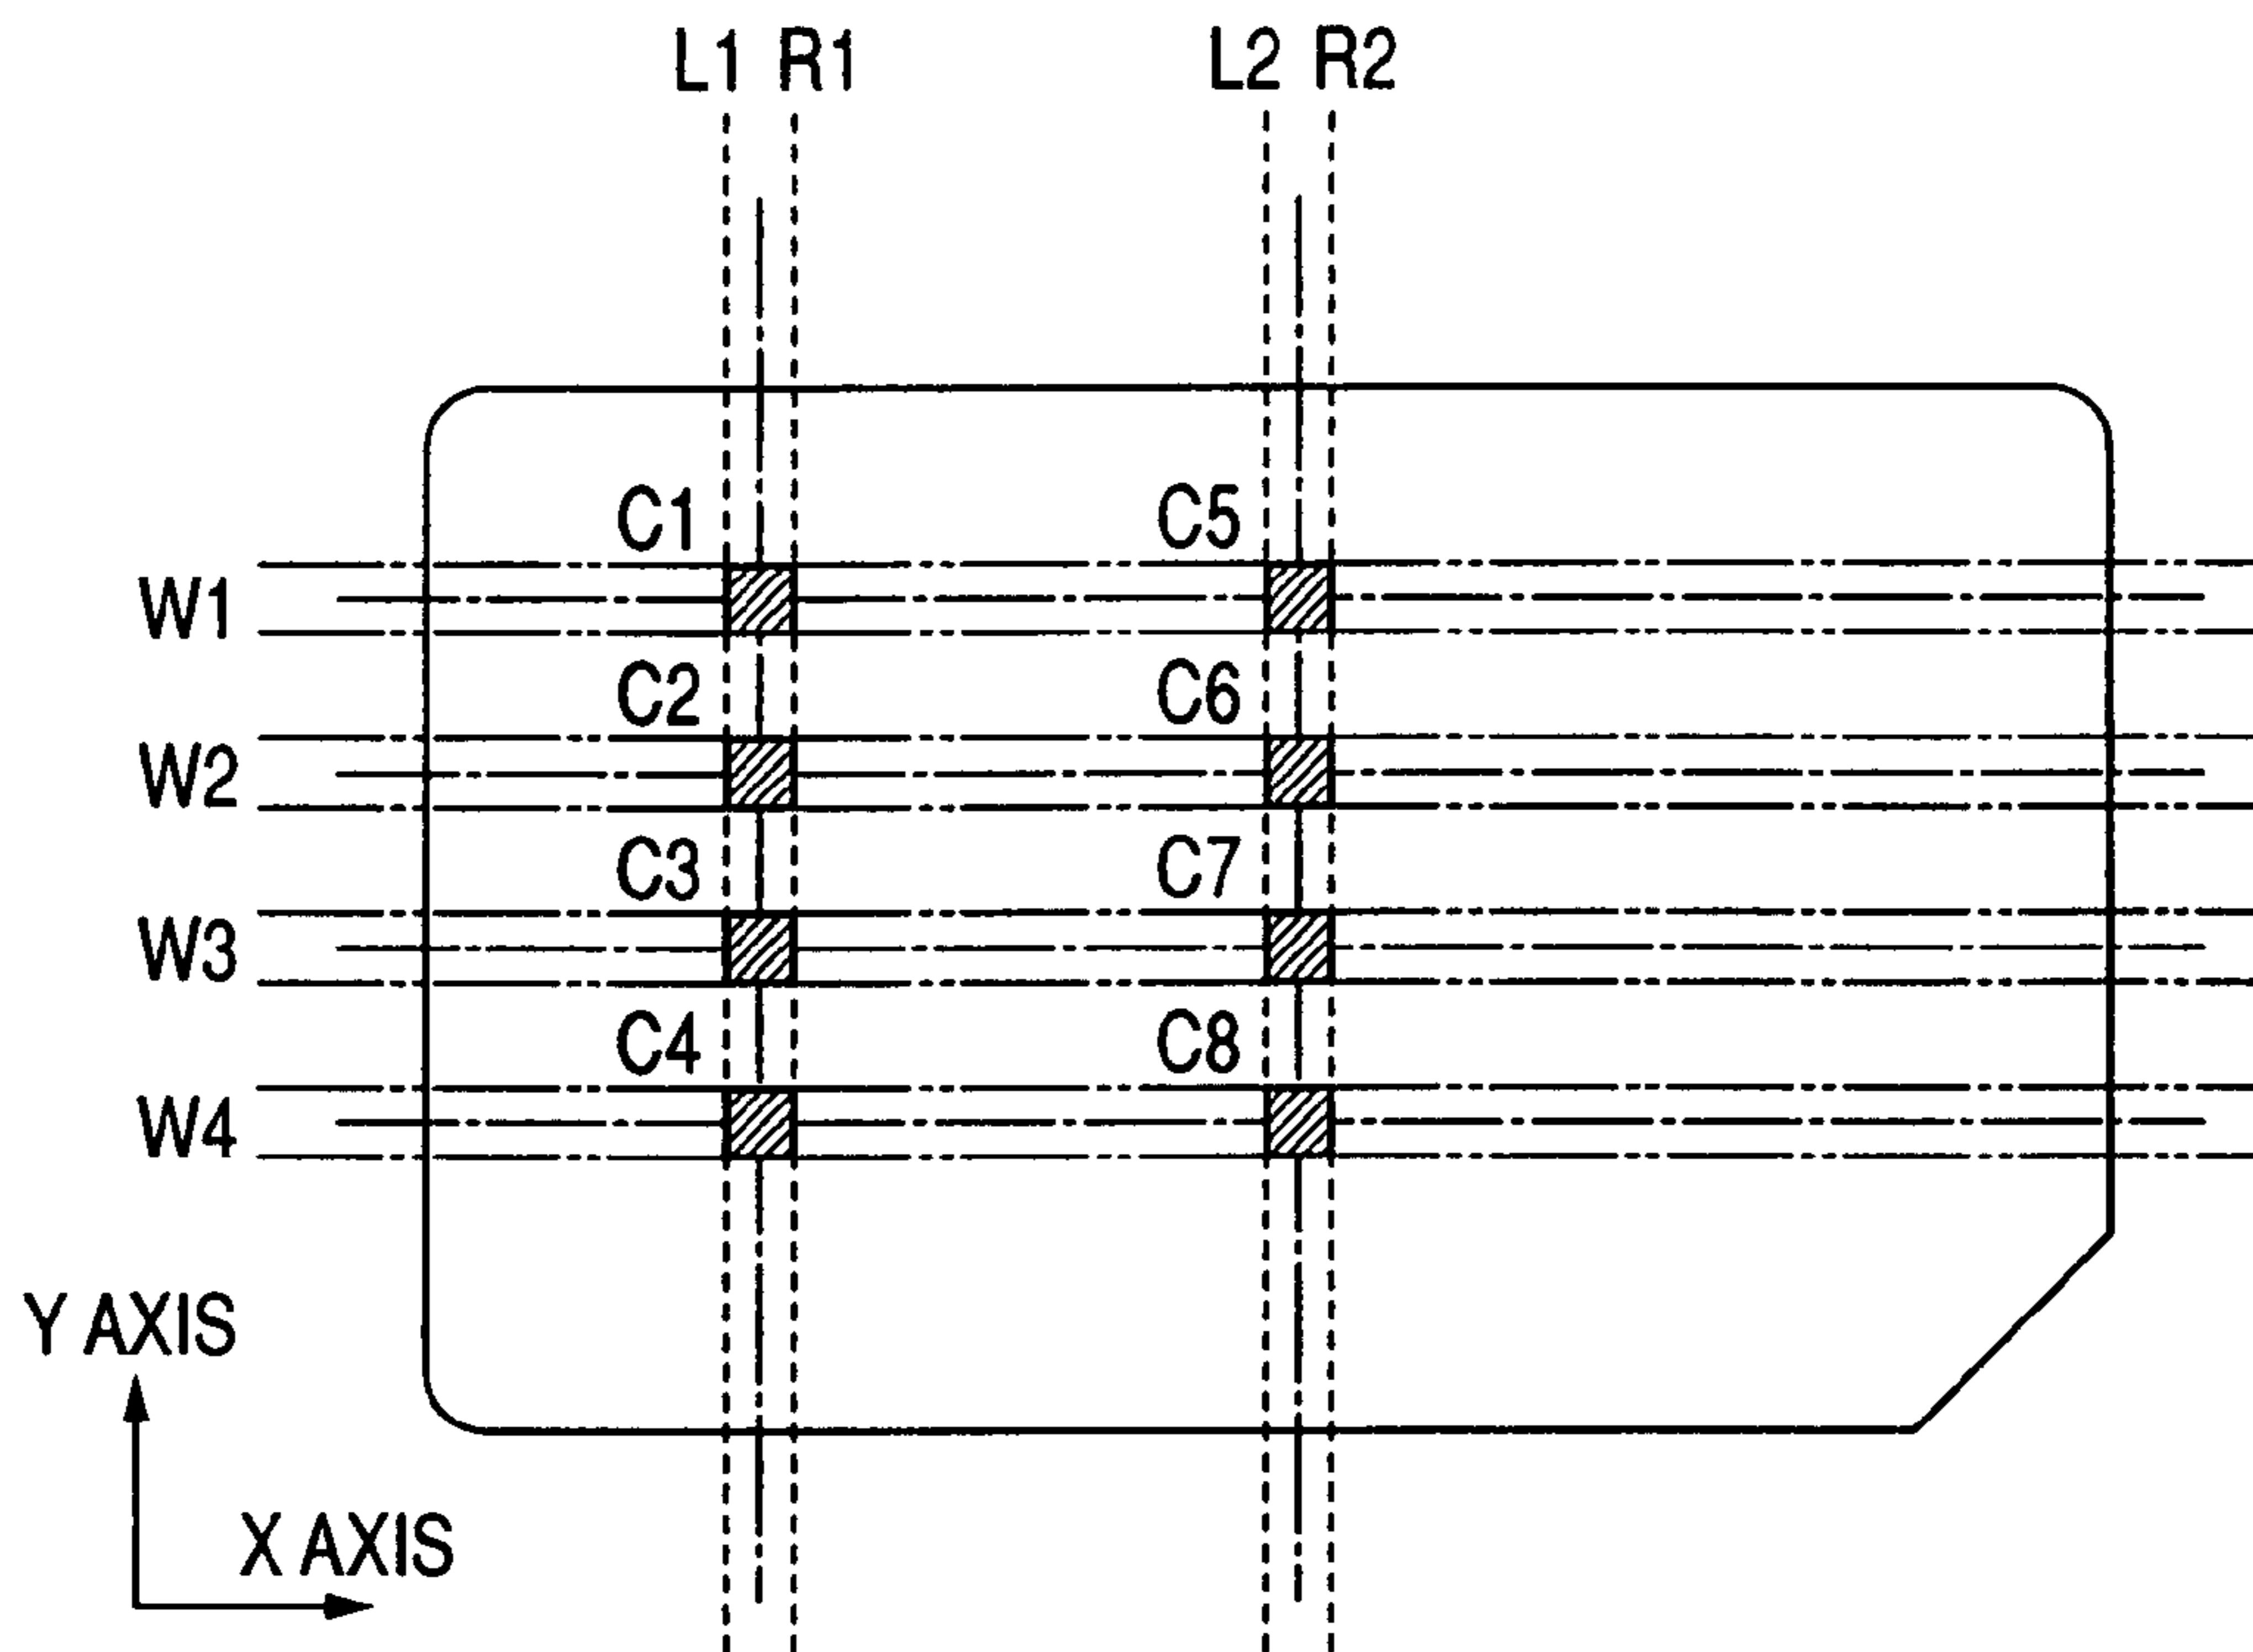 L1 R1 L2 R2
C1 C5
W1
C2 C6
W2
C3 C7
W3
C4 C8
W4
Y AXIS
X AXIS